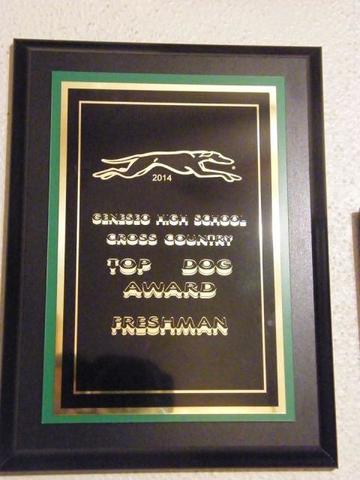 2014
GENESEO HIGH SCHOOL
CROSS COUNTRY
TOP DOG
AWARD
FRESHMAN